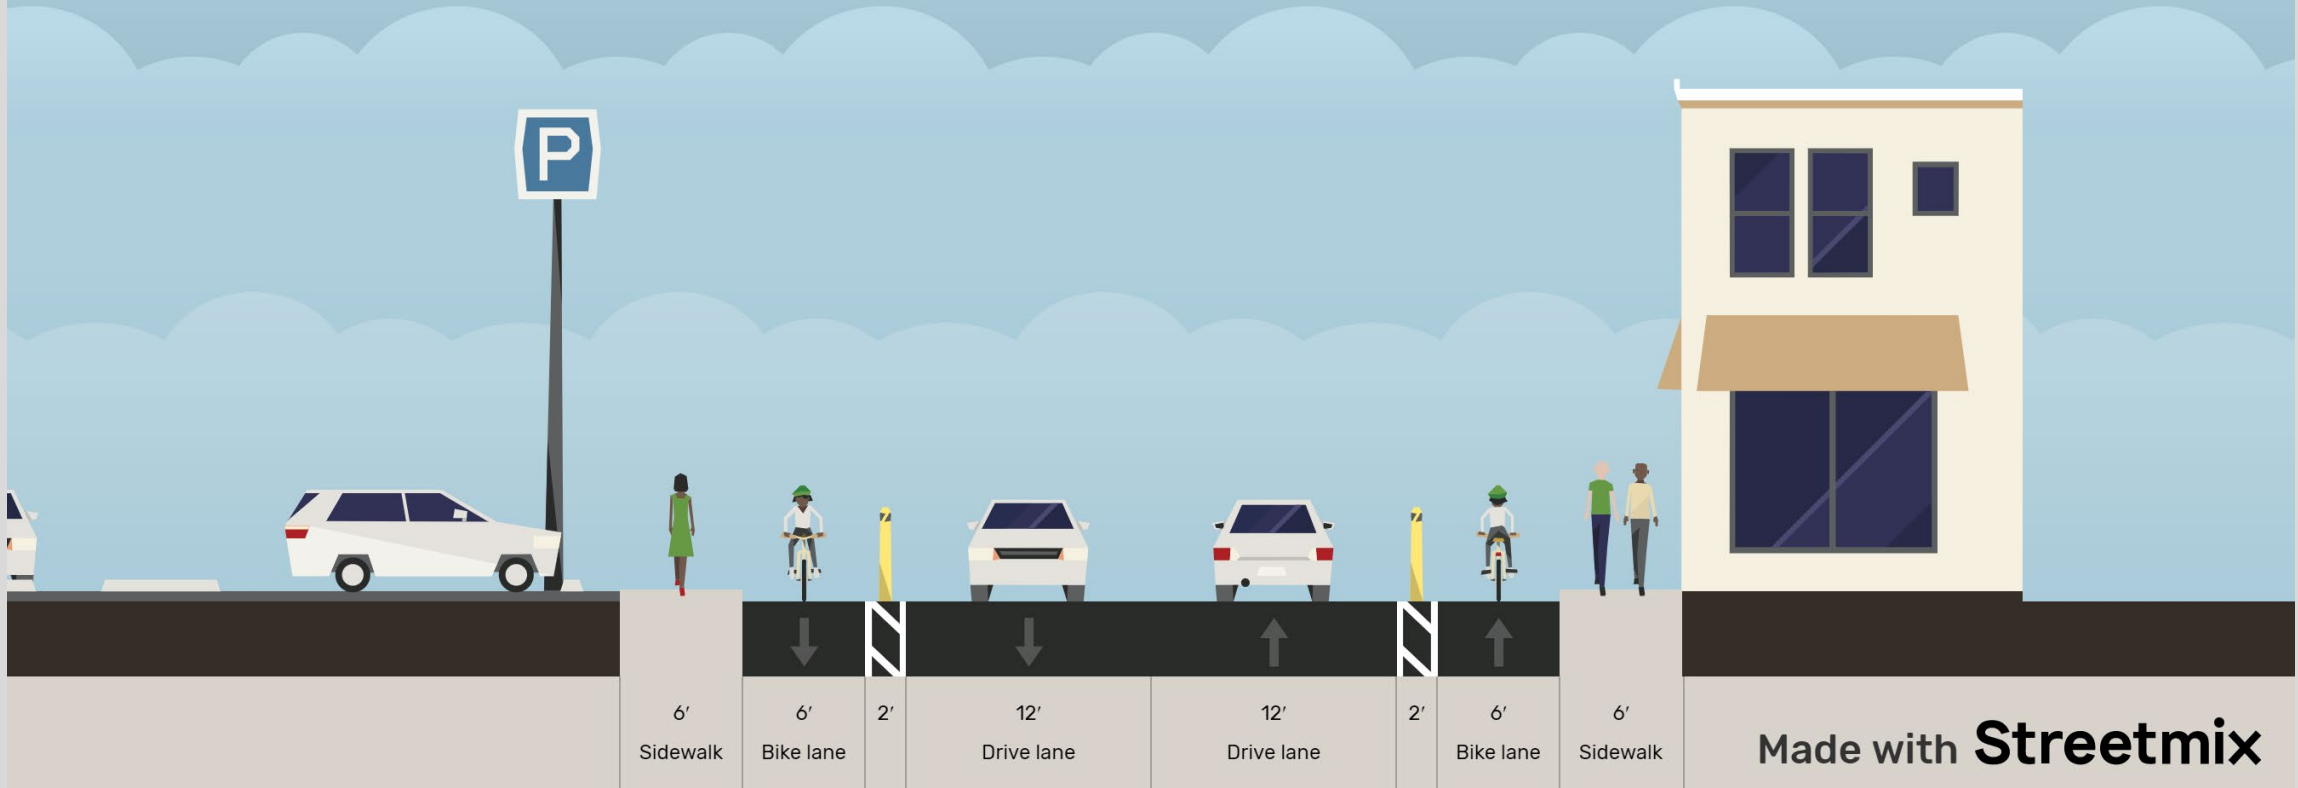 P
6′ 6′ 2′ 12′ 12′ 2′ 6′ 6′
Sidewalk Bike lane Drive lane Drive lane Bike lane Sidewalk
Made with Streetmix